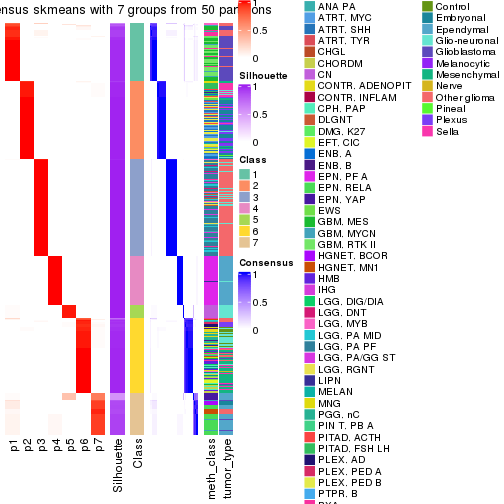 ensus skmeans with 7 groups from 50 partitions
1
0.5
0
Silhouette
1
0.5
0
Class
1
2
3
4
5
6
7
Consensus
1
0.5
0
p1
p2
p3
p4
p5
p6
p7
Silhouette
Class
meth_class
tumor_type
ANA PA
ATRT. MYC
ATRT. SHH
ATRT. TYR
CHGL
CHORDM
CN
CONTR. ADENOPIT
CONTR. INFLAM
CPH. PAP
DLGNT
DMG. K27
EFT. CIC
ENB. A
ENB. B
EPN. PF A
EPN. RELA
EPN. YAP
EWS
GBM. MES
GBM. MYCN
GBM. RTK II
HGNET. BCOR
HGNET. MN1
HMB
IHG
LGG. DIG/DIA
LGG. DNT
LGG. MYB
LGG. PA MID
LGG. PA PF
LGG. PA/GG ST
LGG. RGNT
LIPN
MELAN
MNG
PGG. nC
PIN T. PB A
PITAD. ACTH
PITAD. FSH LH
PLEX. AD
PLEX. PED A
PLEX. PED B
PTPR. B
Control
Embryonal
Ependymal
Glio-neuronal
Glioblastoma
Melanocytic
Mesenchymal
Nerve
Other glioma
Pineal
Plexus
Sella